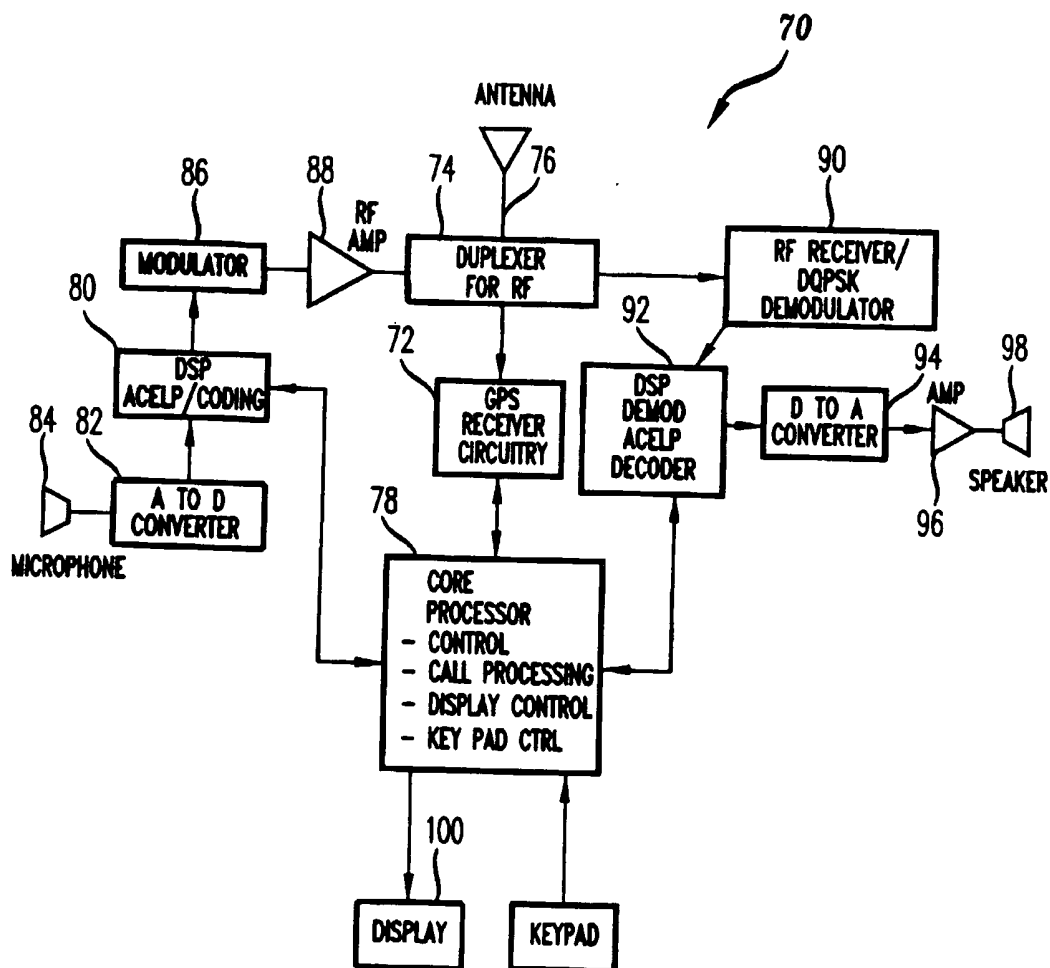 70
ANTENNA
86
88
74
76
90
RF
AMP
MODULATOR
DUPLEXER
FOR RF
RF RECEIVER/
DQPSK
DEMODULATOR
80
DSP
ACELP/CODING
72
GPS
RECEIVER
CIRCUITRY
92
DSP
DEMOD
ACELP
DECODER
94
D TO A
CONVERTER
AMP
96
98
SPEAKER
84
82
A TO D
CONVERTER
MICROPHONE
78
CORE
PROCESSOR
- CONTROL
- CALL PROCESSING
- DISPLAY CONTROL
- KEY PAD CTRL
100
DISPLAY
KEYPAD